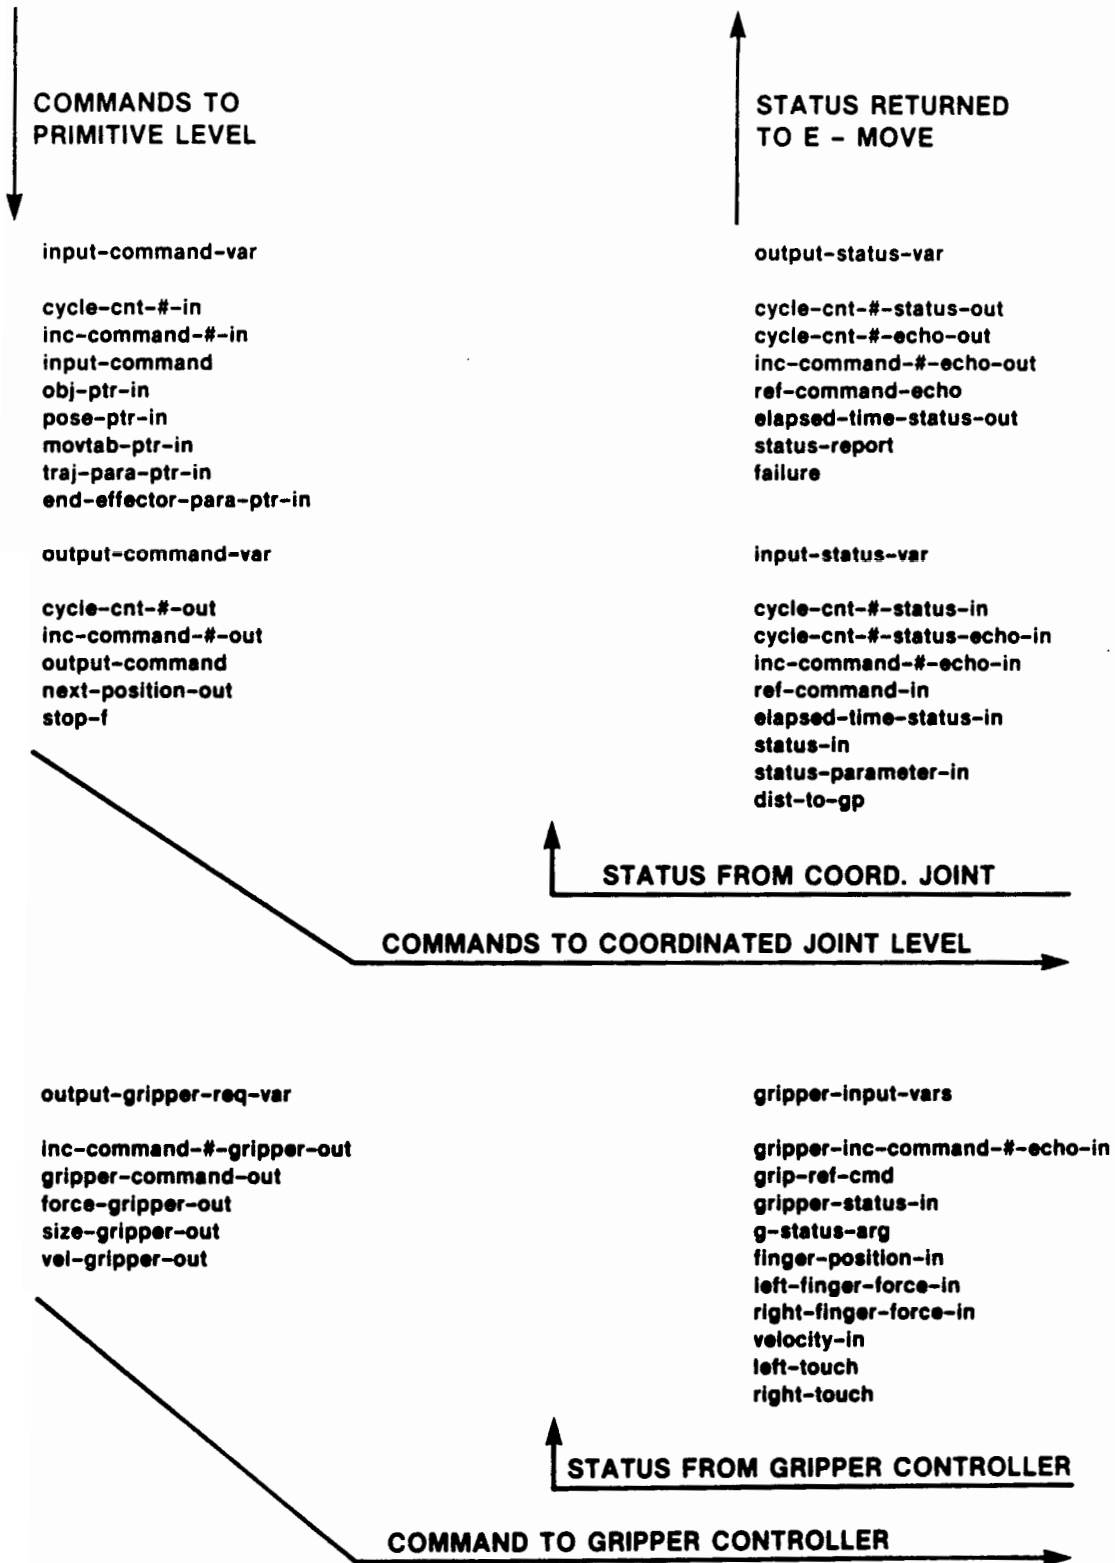 COMMANDS TO
PRIMITIVE LEVEL
STATUS RETURNED
TO E - MOVE
input-command-var
cycle-cnt-#-in
inc-command-#-in
input-command
obj-ptr-in
pose-ptr-in
movtab-ptr-in
traj-para-ptr-in
end-effector-para-ptr-in
output-status-var
cycle-cnt-#-status-out
cycle-cnt-#-echo-out
inc-command-#-echo-out
ref-command-echo
elapsed-time-status-out
status-report
failure
output-command-var
cycle-cnt-#-out
inc-command-#-out
output-command
next-position-out
stop-f
input-status-var
cycle-cnt-#-status-in
cycle-cnt-#-status-echo-in
inc-command-#-echo-in
ref-command-in
elapsed-time-status-in
status-in
status-parameter-in
dist-to-gp
STATUS FROM COORD. JOINT
COMMANDS TO COORDINATED JOINT LEVEL
output-gripper-req-var
inc-command-#-gripper-out
gripper-command-out
force-gripper-out
size-gripper-out
vel-gripper-out
gripper-input-vars
gripper-inc-command-#-echo-in
grip-ref-cmd
gripper-status-in
g-status-arg
finger-position-in
left-finger-force-in
right-finger-force-in
velocity-in
left-touch
right-touch
STATUS FROM GRIPPER CONTROLLER
COMMAND TO GRIPPER CONTROLLER